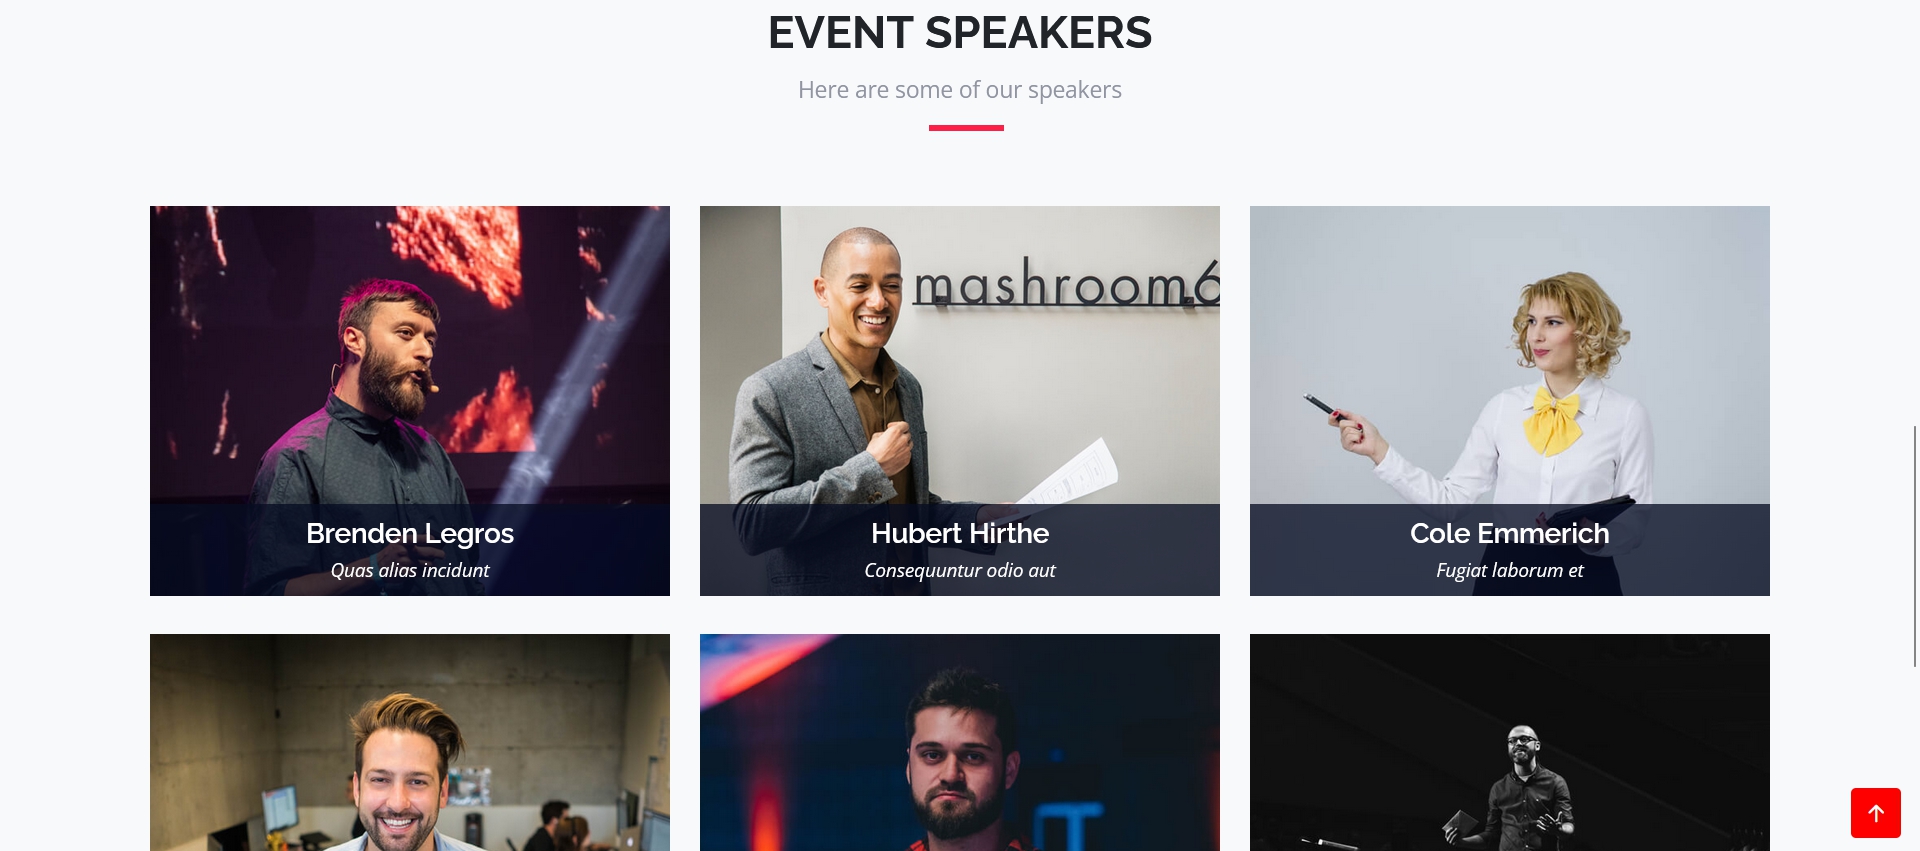 EVENT SPEAKERS
Here are some of our speakers
mashroom6
Brenden Legros
Quas alias incidunt
Hubert Hirthe
Consequuntur odio aut
Cole Emmerich
Fugiat laborum et